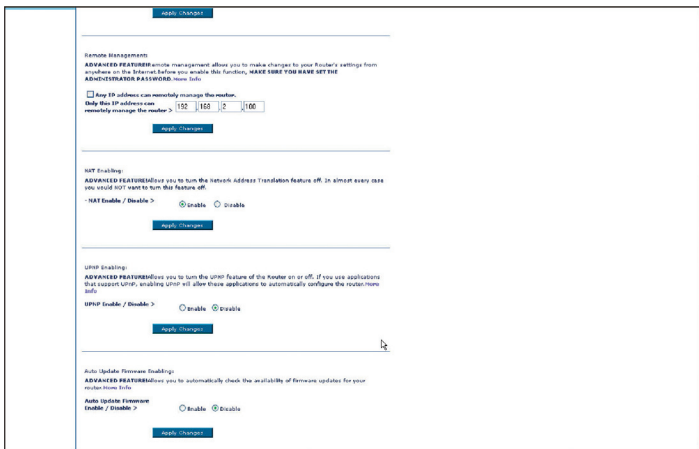 Apply Changes
Remote Management:
ADVANCED FEATURE!Remote management allows you to make changes to your Router's settings from
anywhere on the Internet.Before you enable this function, MAKE SURE YOU HAVE SET THE
ADMINISTRATOR PASSWORD.More Info
Any IP address can remotely manage the router.
Only this IP address can
remotely manage the router > 192 .168 .2 .100
Apply Changes
NAT Enabling:
ADVANCED FEATURE!Allows you to turn the Network Address Translation feature off. In almost every case
you would NOT want to turn this feature off.
- NAT Enable / Disable > Enable Disable
Apply Changes
UPNP Enabling:
ADVANCED FEATURE!Allows you to turn the UPNP feature of the Router on or off. If you use applications
that support UPnP, enabling UPnP will allow these applications to automatically configure the router.More
Info
UPNP Enable / Disable > Enable Disable
Apply Changes
Auto Update Firmware Enabling:
ADVANCED FEATURE!Allows you to automatically check the availability of firmware updates for your
router.More Info
Auto Update Firmware
Enable / Disable > Enable Disable
Apply Changes